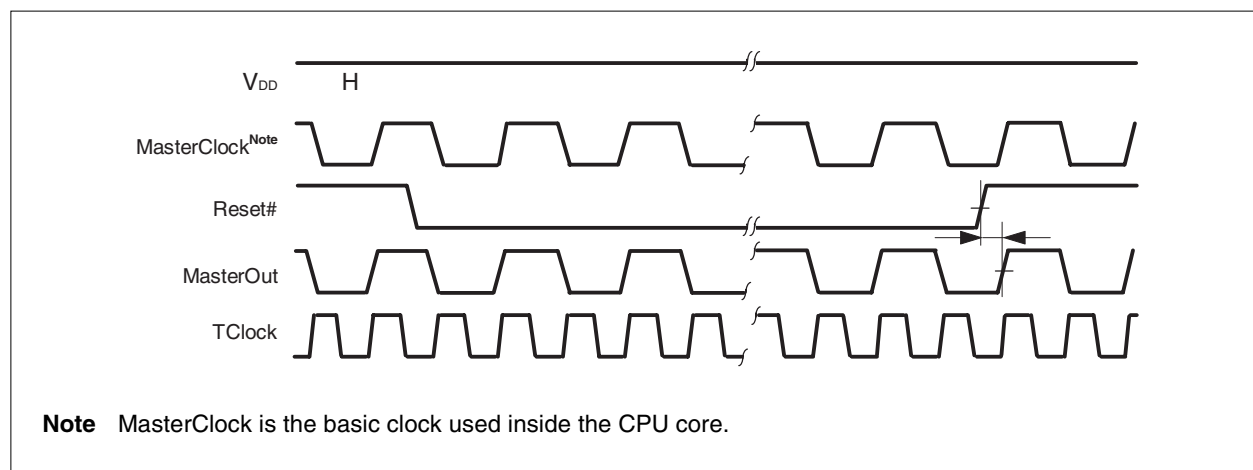 VDD H
MasterClockNote
Reset#
MasterOut
TClock
Note MasterClock is the basic clock used inside the CPU core.